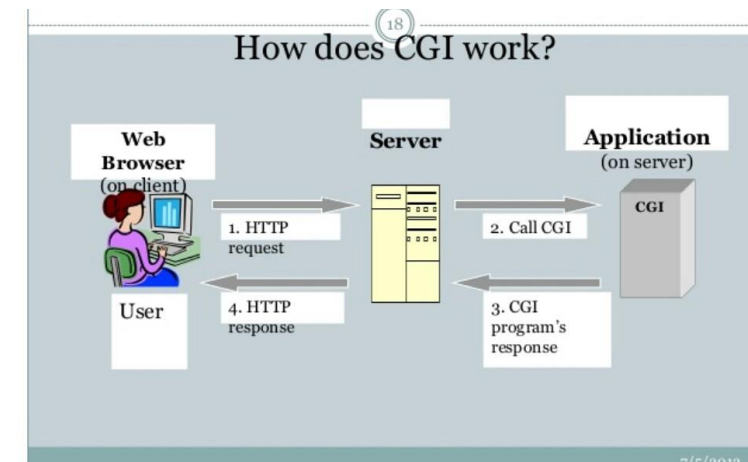 18
How does CGI work?
Web
Browser
(on client)
Server
Application
(on server)
CGI
1. HTTP
request
2. Call CGI
User
4. HTTP
response
3. CGI
program's
response